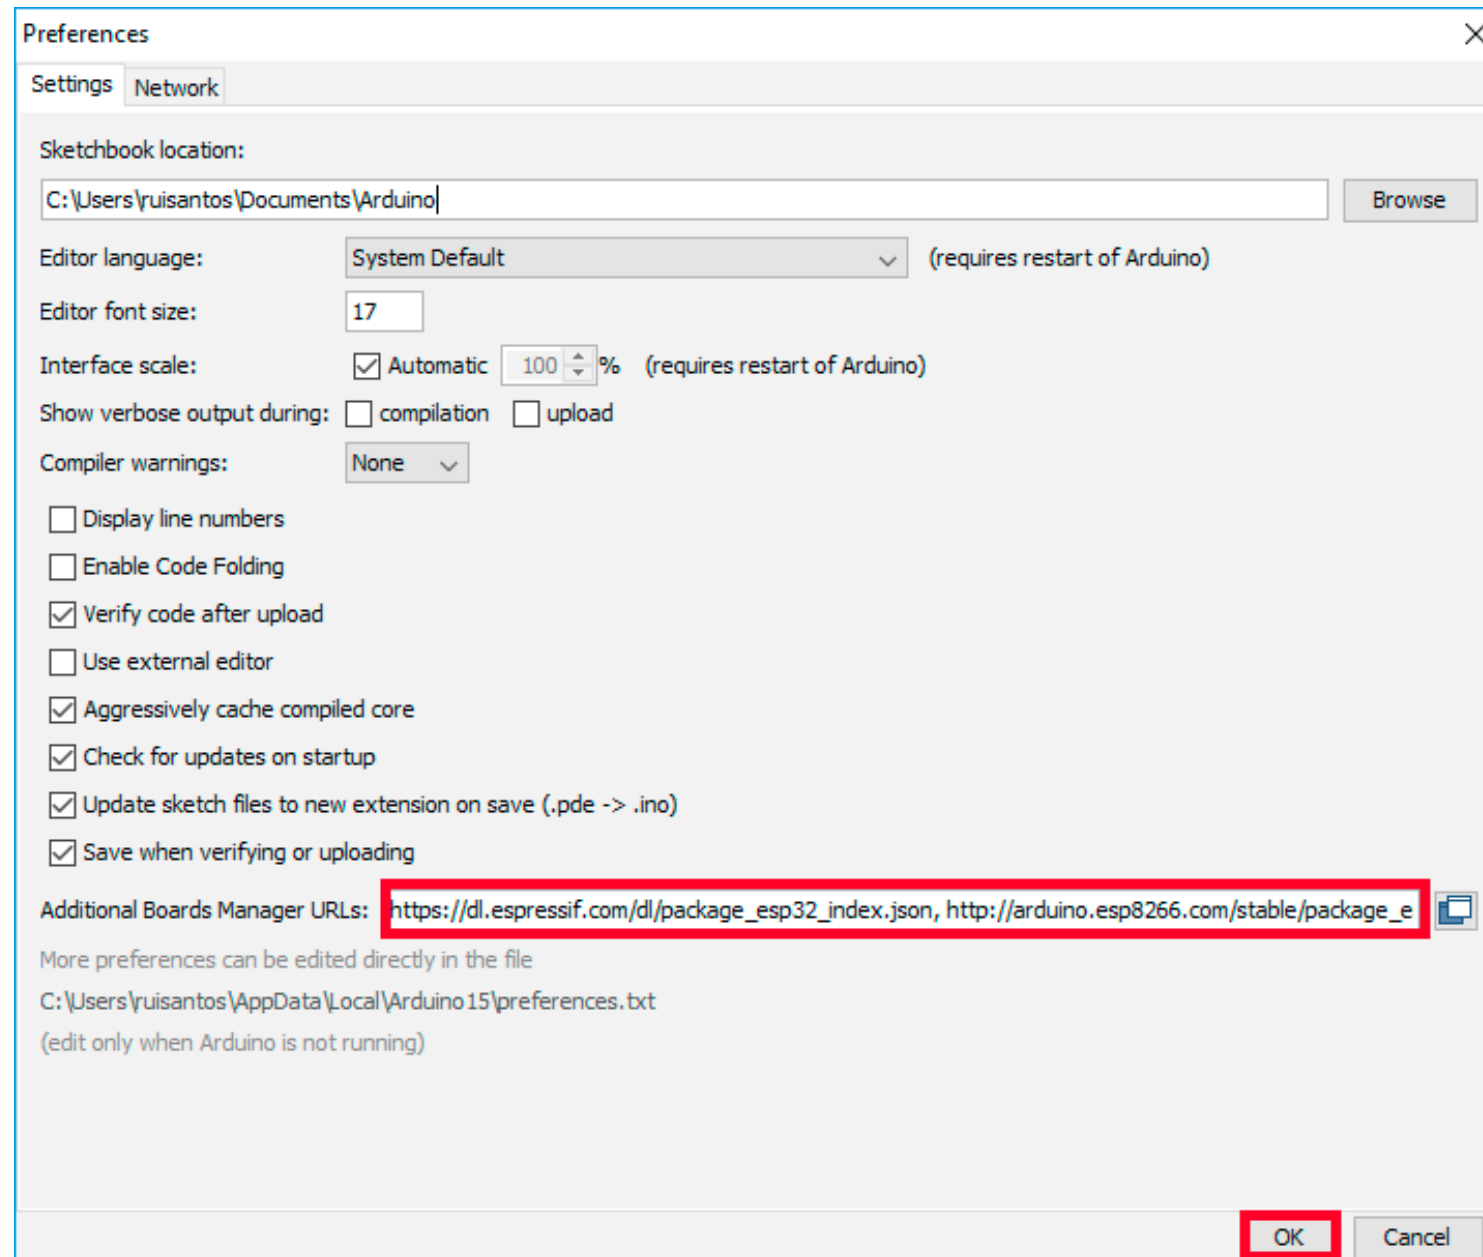 Preferences
Settings Network
Sketchbook location:
C:\Users\ruisantos\Documents\Arduino Browse
Editor language: System Default (requires restart of Arduino)
Editor font size: 17
Interface scale: Automatic 100 % (requires restart of Arduino)
Show verbose output during: compilation upload
Compiler warnings: None
Display line numbers
Enable Code Folding
Verify code after upload
Use external editor
Aggressively cache compiled core
Check for updates on startup
Update sketch files to new extension on save (.pde -> .ino)
Save when verifying or uploading
Additional Boards Manager URLs: https://dl.espressif.com/dl/package_esp32_index.json, http://arduino.esp8266.com/stable/package_e
More preferences can be edited directly in the file
C:\Users\ruisantos\AppData\Local\Arduino15\preferences.txt
(edit only when Arduino is not running)
OK Cancel